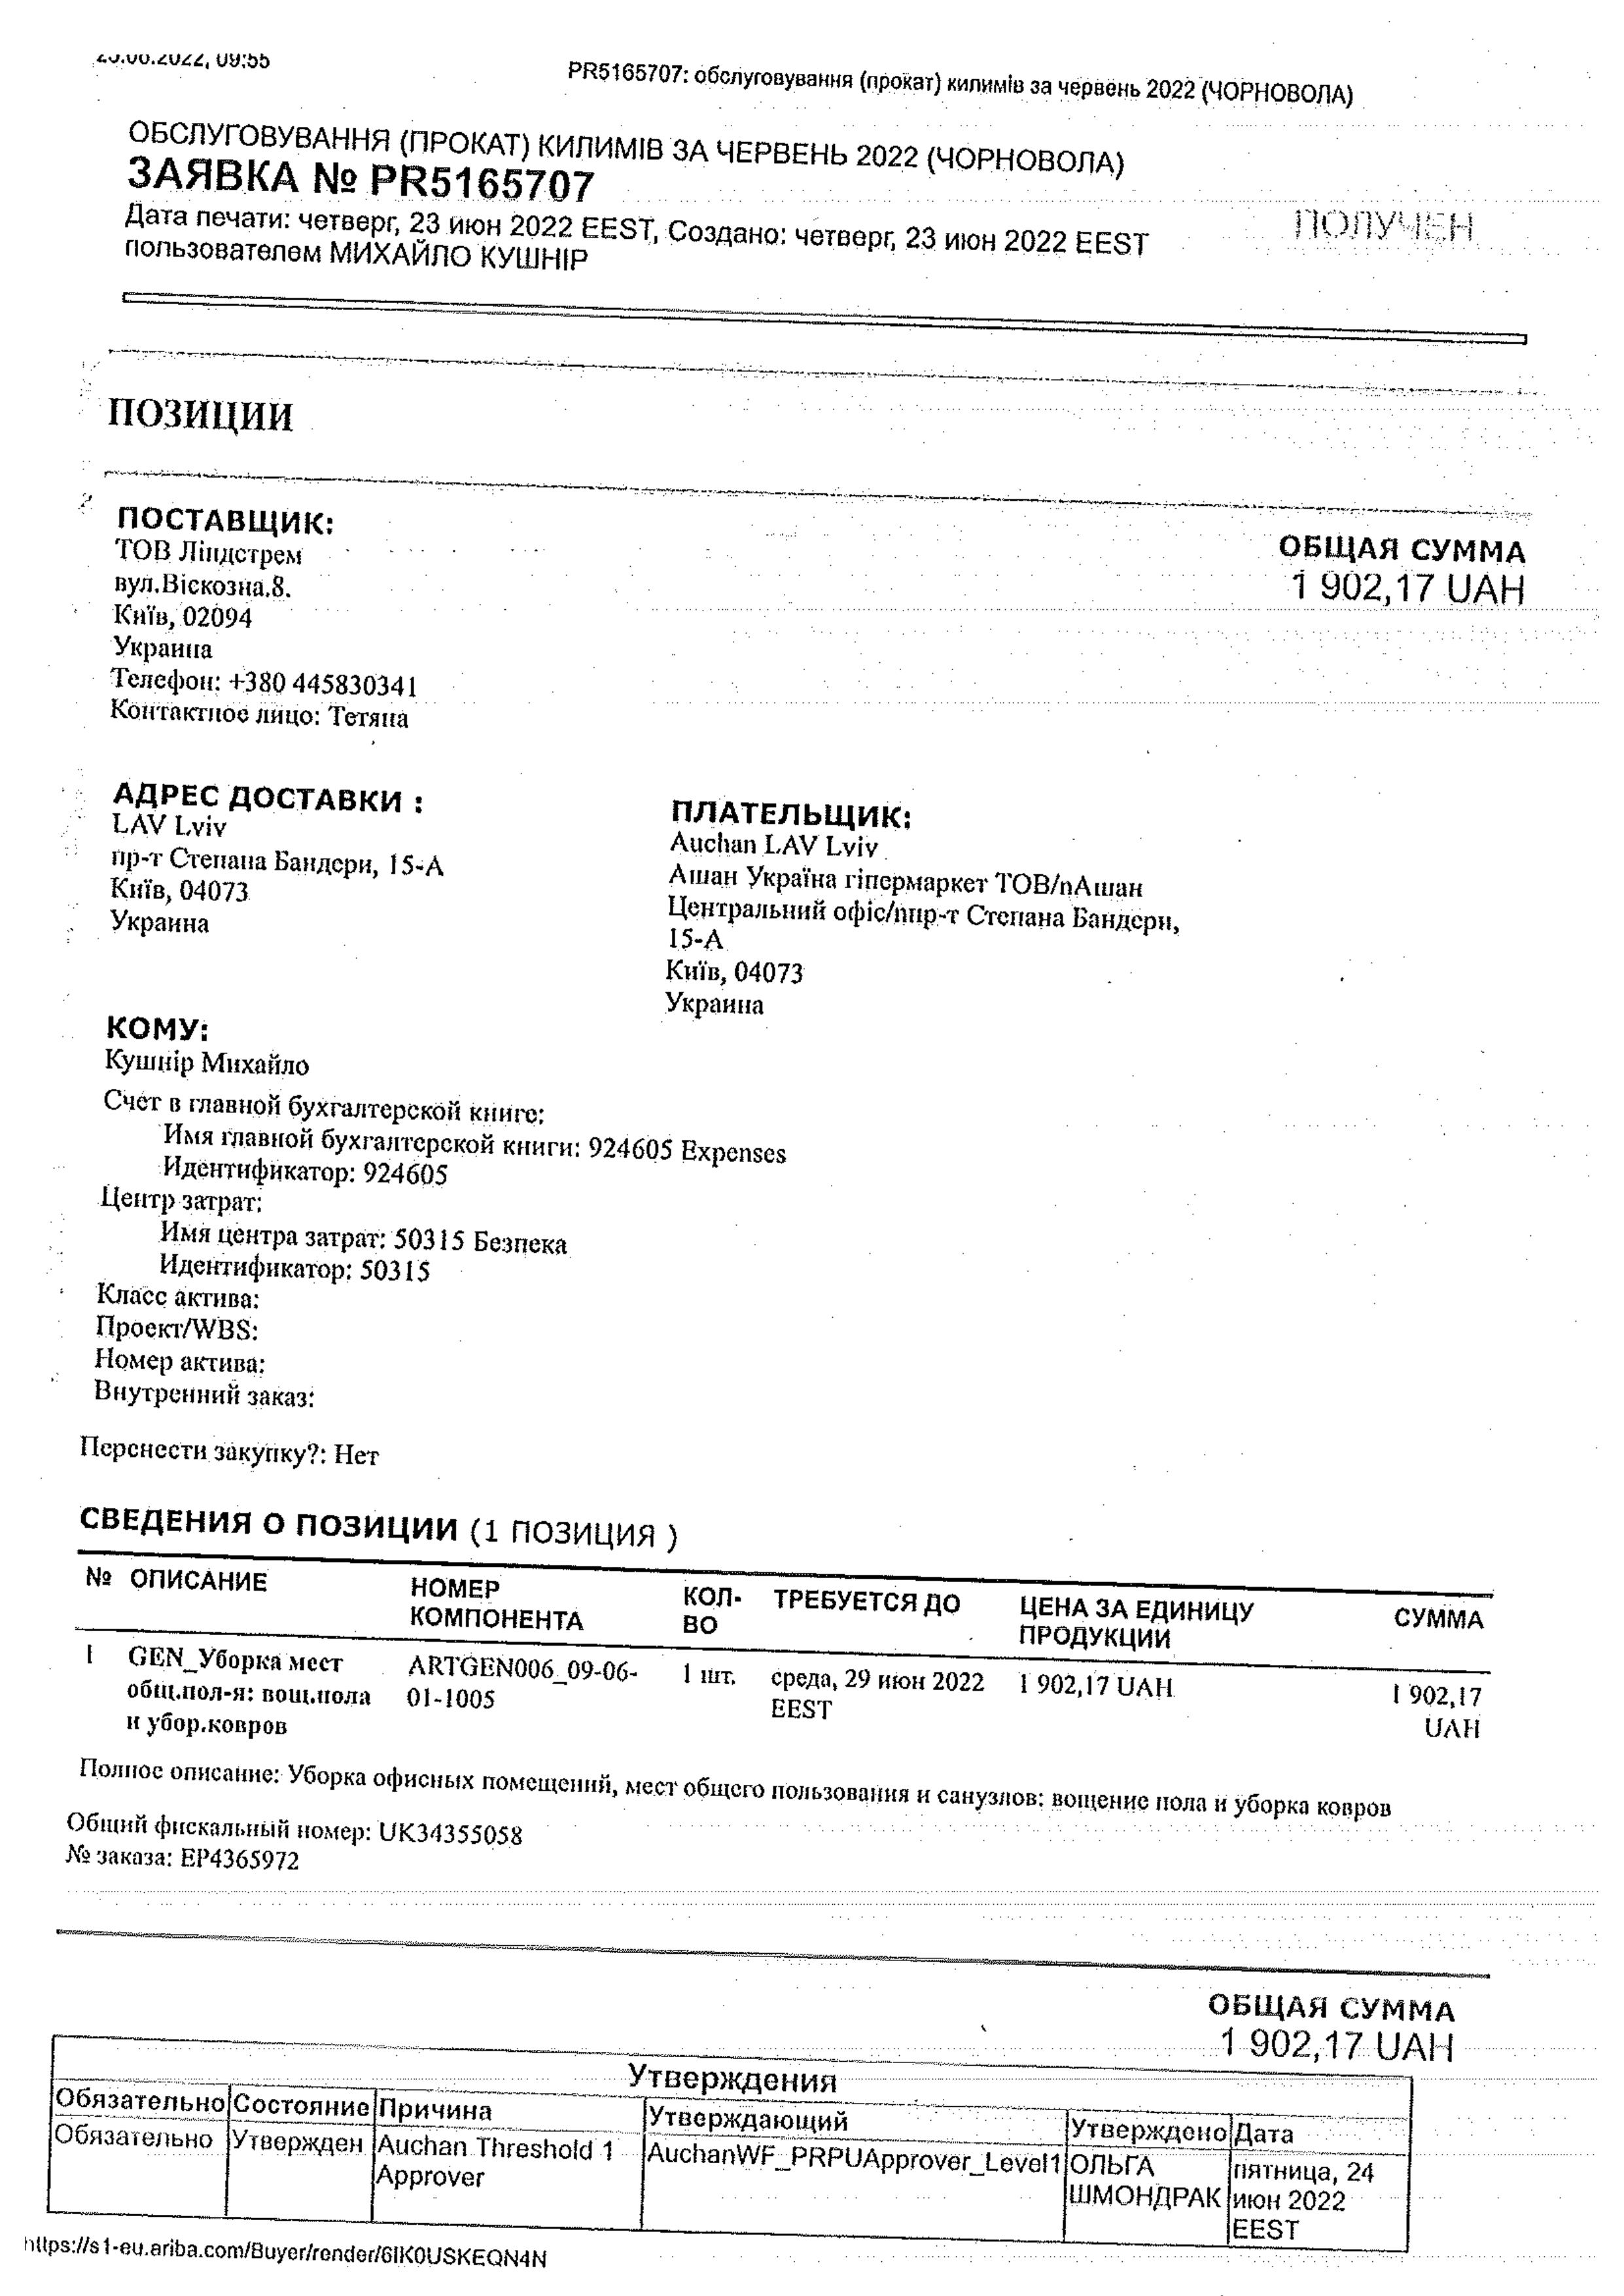 09:55
PR5165707: обслуговування (прокат) килимів за червень 2022 (ЧОРНОВОЛА)
ОБСЛУГОВУВАННЯ (ПРОКАТ) КИЛИМІВ ЗА ЧЕРВЕНЬ 2022 (ЧОРНОВОЛА)
ЗАЯВКА № PR5165707
Дата печати: четверг, 23 июн 2022 EEST, Создано: четверг, 23 июн 2022 EEST
пользователем МИХАЙЛО КУШНІР
ПОЛУЧЕН
ПОЗИЦИИ
ПОСТАВЩИК:
ТОВ Ліндстрем
вул.Віскозна.8.
Київ, 02094
Украина
Телефон: +380 445830341
Контактное лицо: Тетяна
ОБЩАЯ СУММА
1 902,17 UAH
АДРЕС ДОСТАВКИ :
LAV Lviv
пр-т Степана Бандери, 15-А
Київ, 04073
Украина
ПЛАТЕЛЬЩИК:
Auchan LAV Lviv
Ашан Україна гіпермаркет ТОВ/nАшан
Центральний офіс/nпр-т Степана Бандери,
15-А
Київ, 04073
Украина
КОМУ:
Кушнір Михайло
Счет в главной бухгалтерской книге:
Имя главной бухгалтерской книги: 924605 Expenses
Идентификатор: 924605
Центр затрат:
Имя центра затрат: 50315 Безпека
Идентификатор: 50315
Класс актива:
Проект/WBS:
Номер актива:
Внутренний заказ:
Перенести закупку?: Нет
СВЕДЕНИЯ О ПОЗИЦИИ (1 ПОЗИЦИЯ )
№ ОПИСАНИЕ НОМЕР КОМПОНЕНТА КОЛ-ВО ТРЕБУЕТСЯ ДО ЦЕНА ЗА ЕДИНИЦУ ПРОДУКЦИИ СУММА
1 GEN_Уборка мест ARTGEN006_09-06- 1 шт. среда, 29 июн 2022 1 902,17 UAH 1 902,17
общ.пол-я: вощ.пола 01-1005 EEST UAH
и убор.ковров
Полное описание: Уборка офисных помещений, мест общего пользования и санузлов: вощение пола и уборка ковров
Общий фискальный номер: UK34355058
№ заказа: EP4365972
ОБЩАЯ СУММА
1 902,17 UAH
Утверждения
Обязательно Состояние Причина Утверждающий Утверждено Дата
Обязательно Утвержден Auchan Threshold 1 AuchanWF_PRPUApprover_Level1 ОЛЬГА пятница, 24
Approver ШМОНДРАК июн 2022
EEST
https://s1-eu.ariba.com/Buyer/render/6IK0USKEQN4N